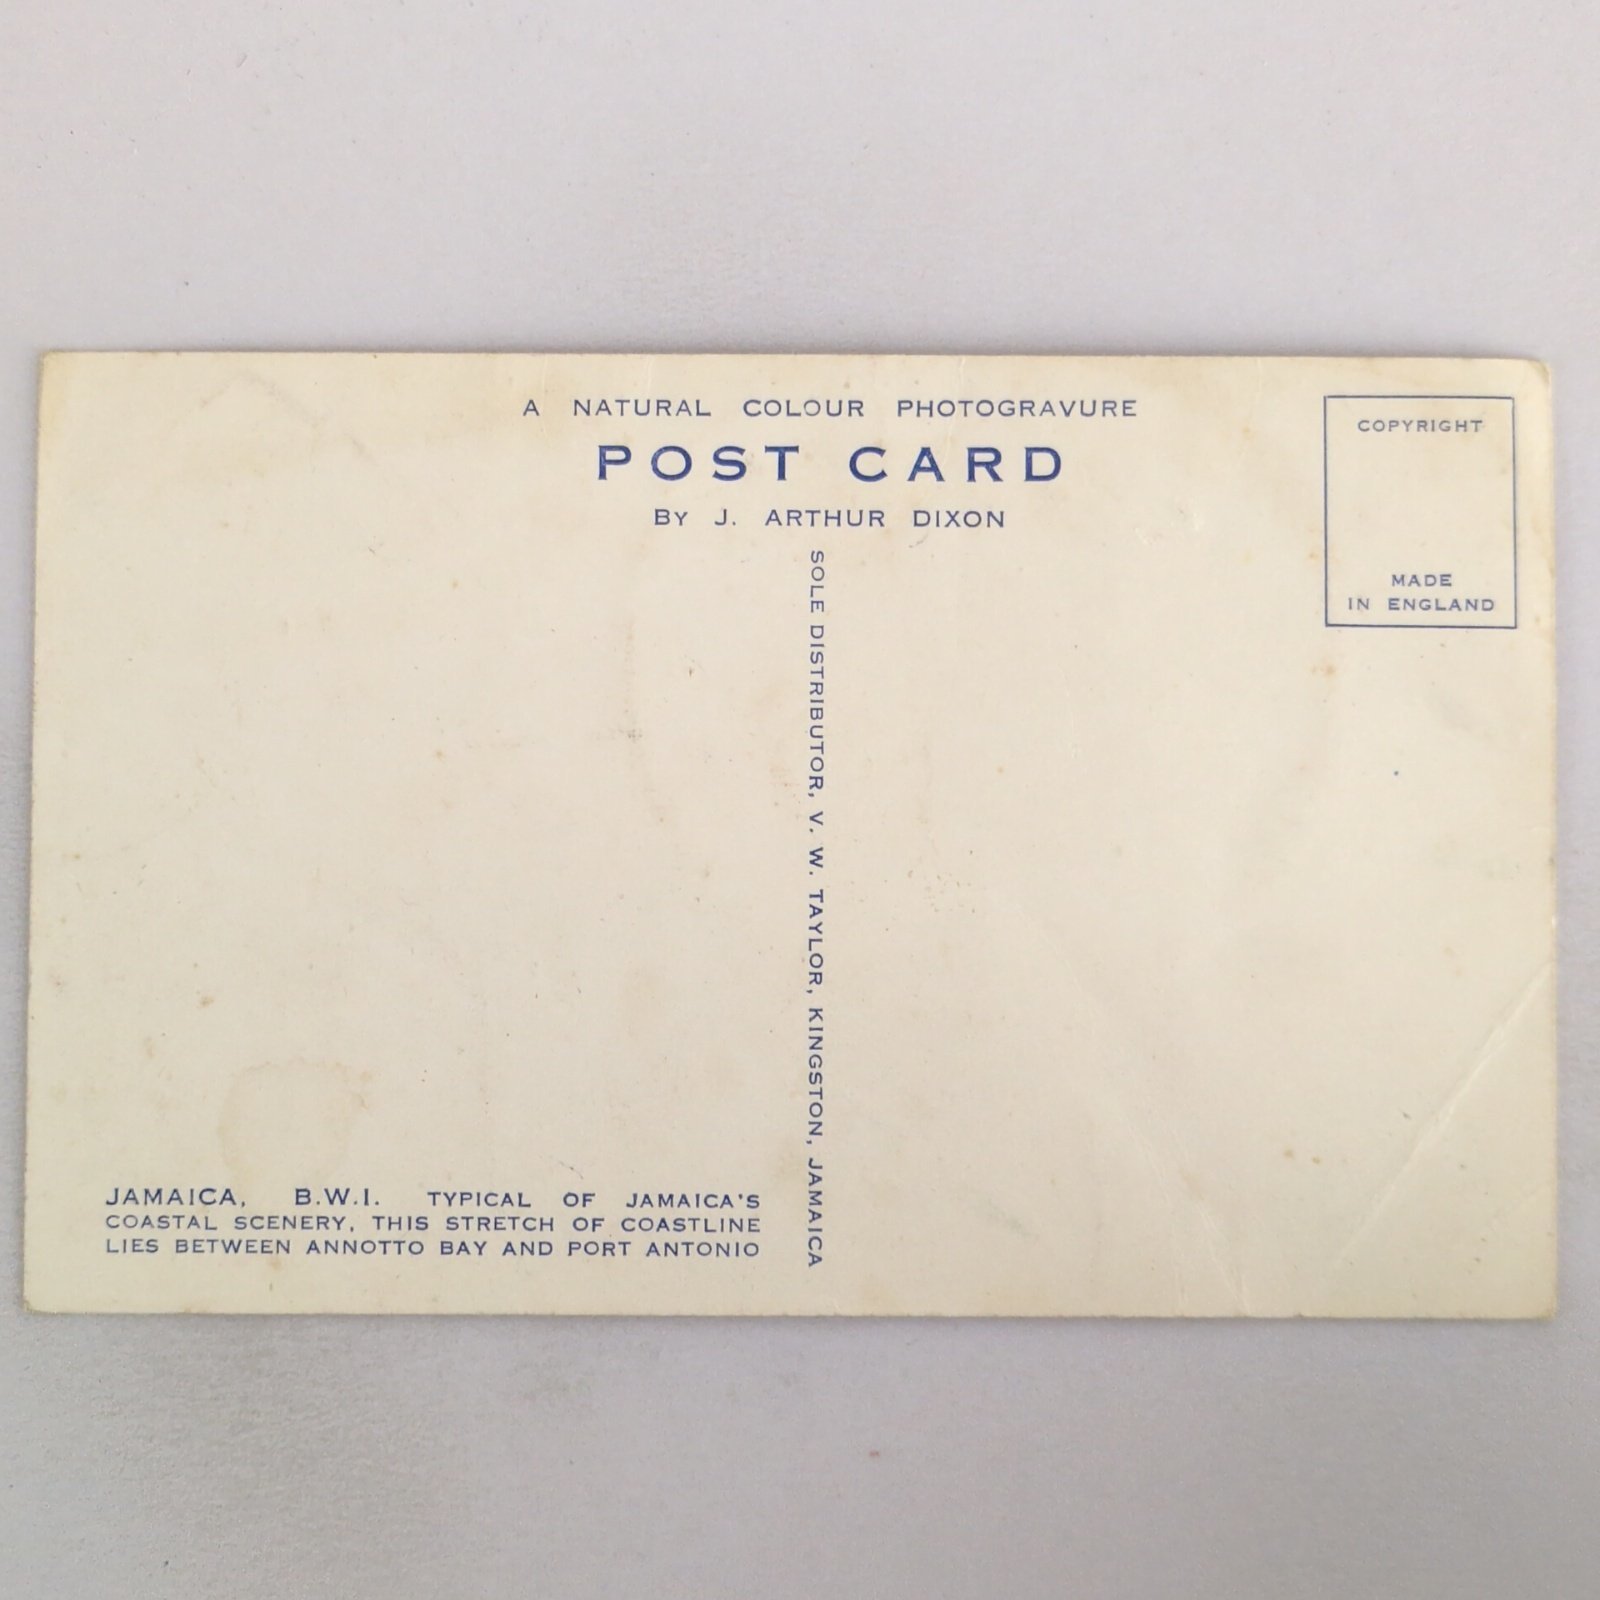 A NATURAL COLOUR PHOTOGRAVURE
POST CARD
BY J. ARTHUR DIXON
COPYRIGHT
MADE
IN ENGLAND
SOLE DISTRIBUTOR, V. W. TAYLOR, KINGSTON, JAMAICA
JAMAICA, B.W.I. TYPICAL OF JAMAICA'S
COASTAL SCENERY, THIS STRETCH OF COASTLINE
LIES BETWEEN ANNOTTO BAY AND PORT ANTONIO